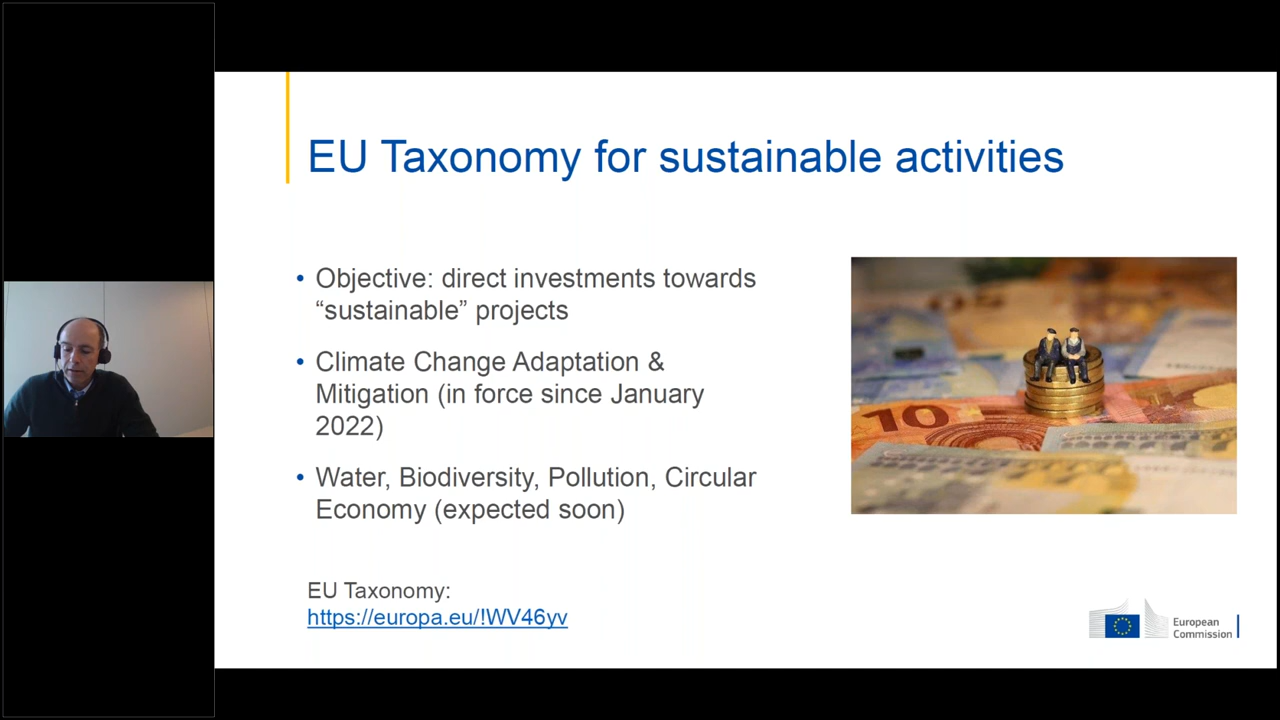 EU Taxonomy for sustainable activities
• Objective: direct investments towards
“sustainable” projects
• Climate Change Adaptation &
Mitigation (in force since January
2022)
• Water, Biodiversity, Pollution, Circular
Economy (expected soon)
10
EU Taxonomy:
https://europa.eu/!WV46yv
European
Commission